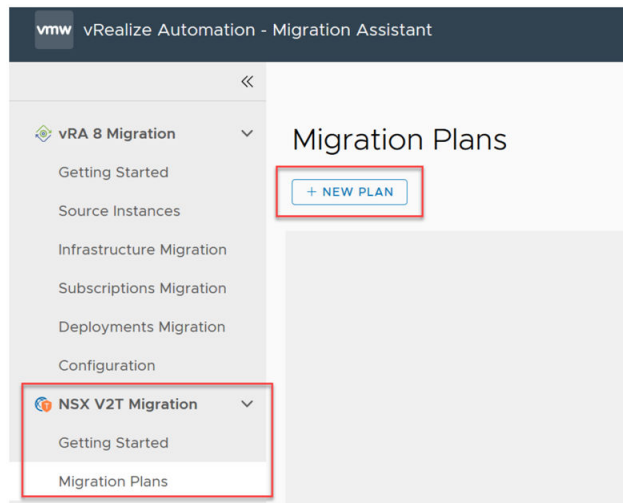 vmw vRealize Automation - Migration Assistant
vRA 8 Migration
Getting Started
Source Instances
Infrastructure Migration
Subscriptions Migration
Deployments Migration
Configuration
NSX V2T Migration
Getting Started
Migration Plans
Migration Plans
+ NEW PLAN